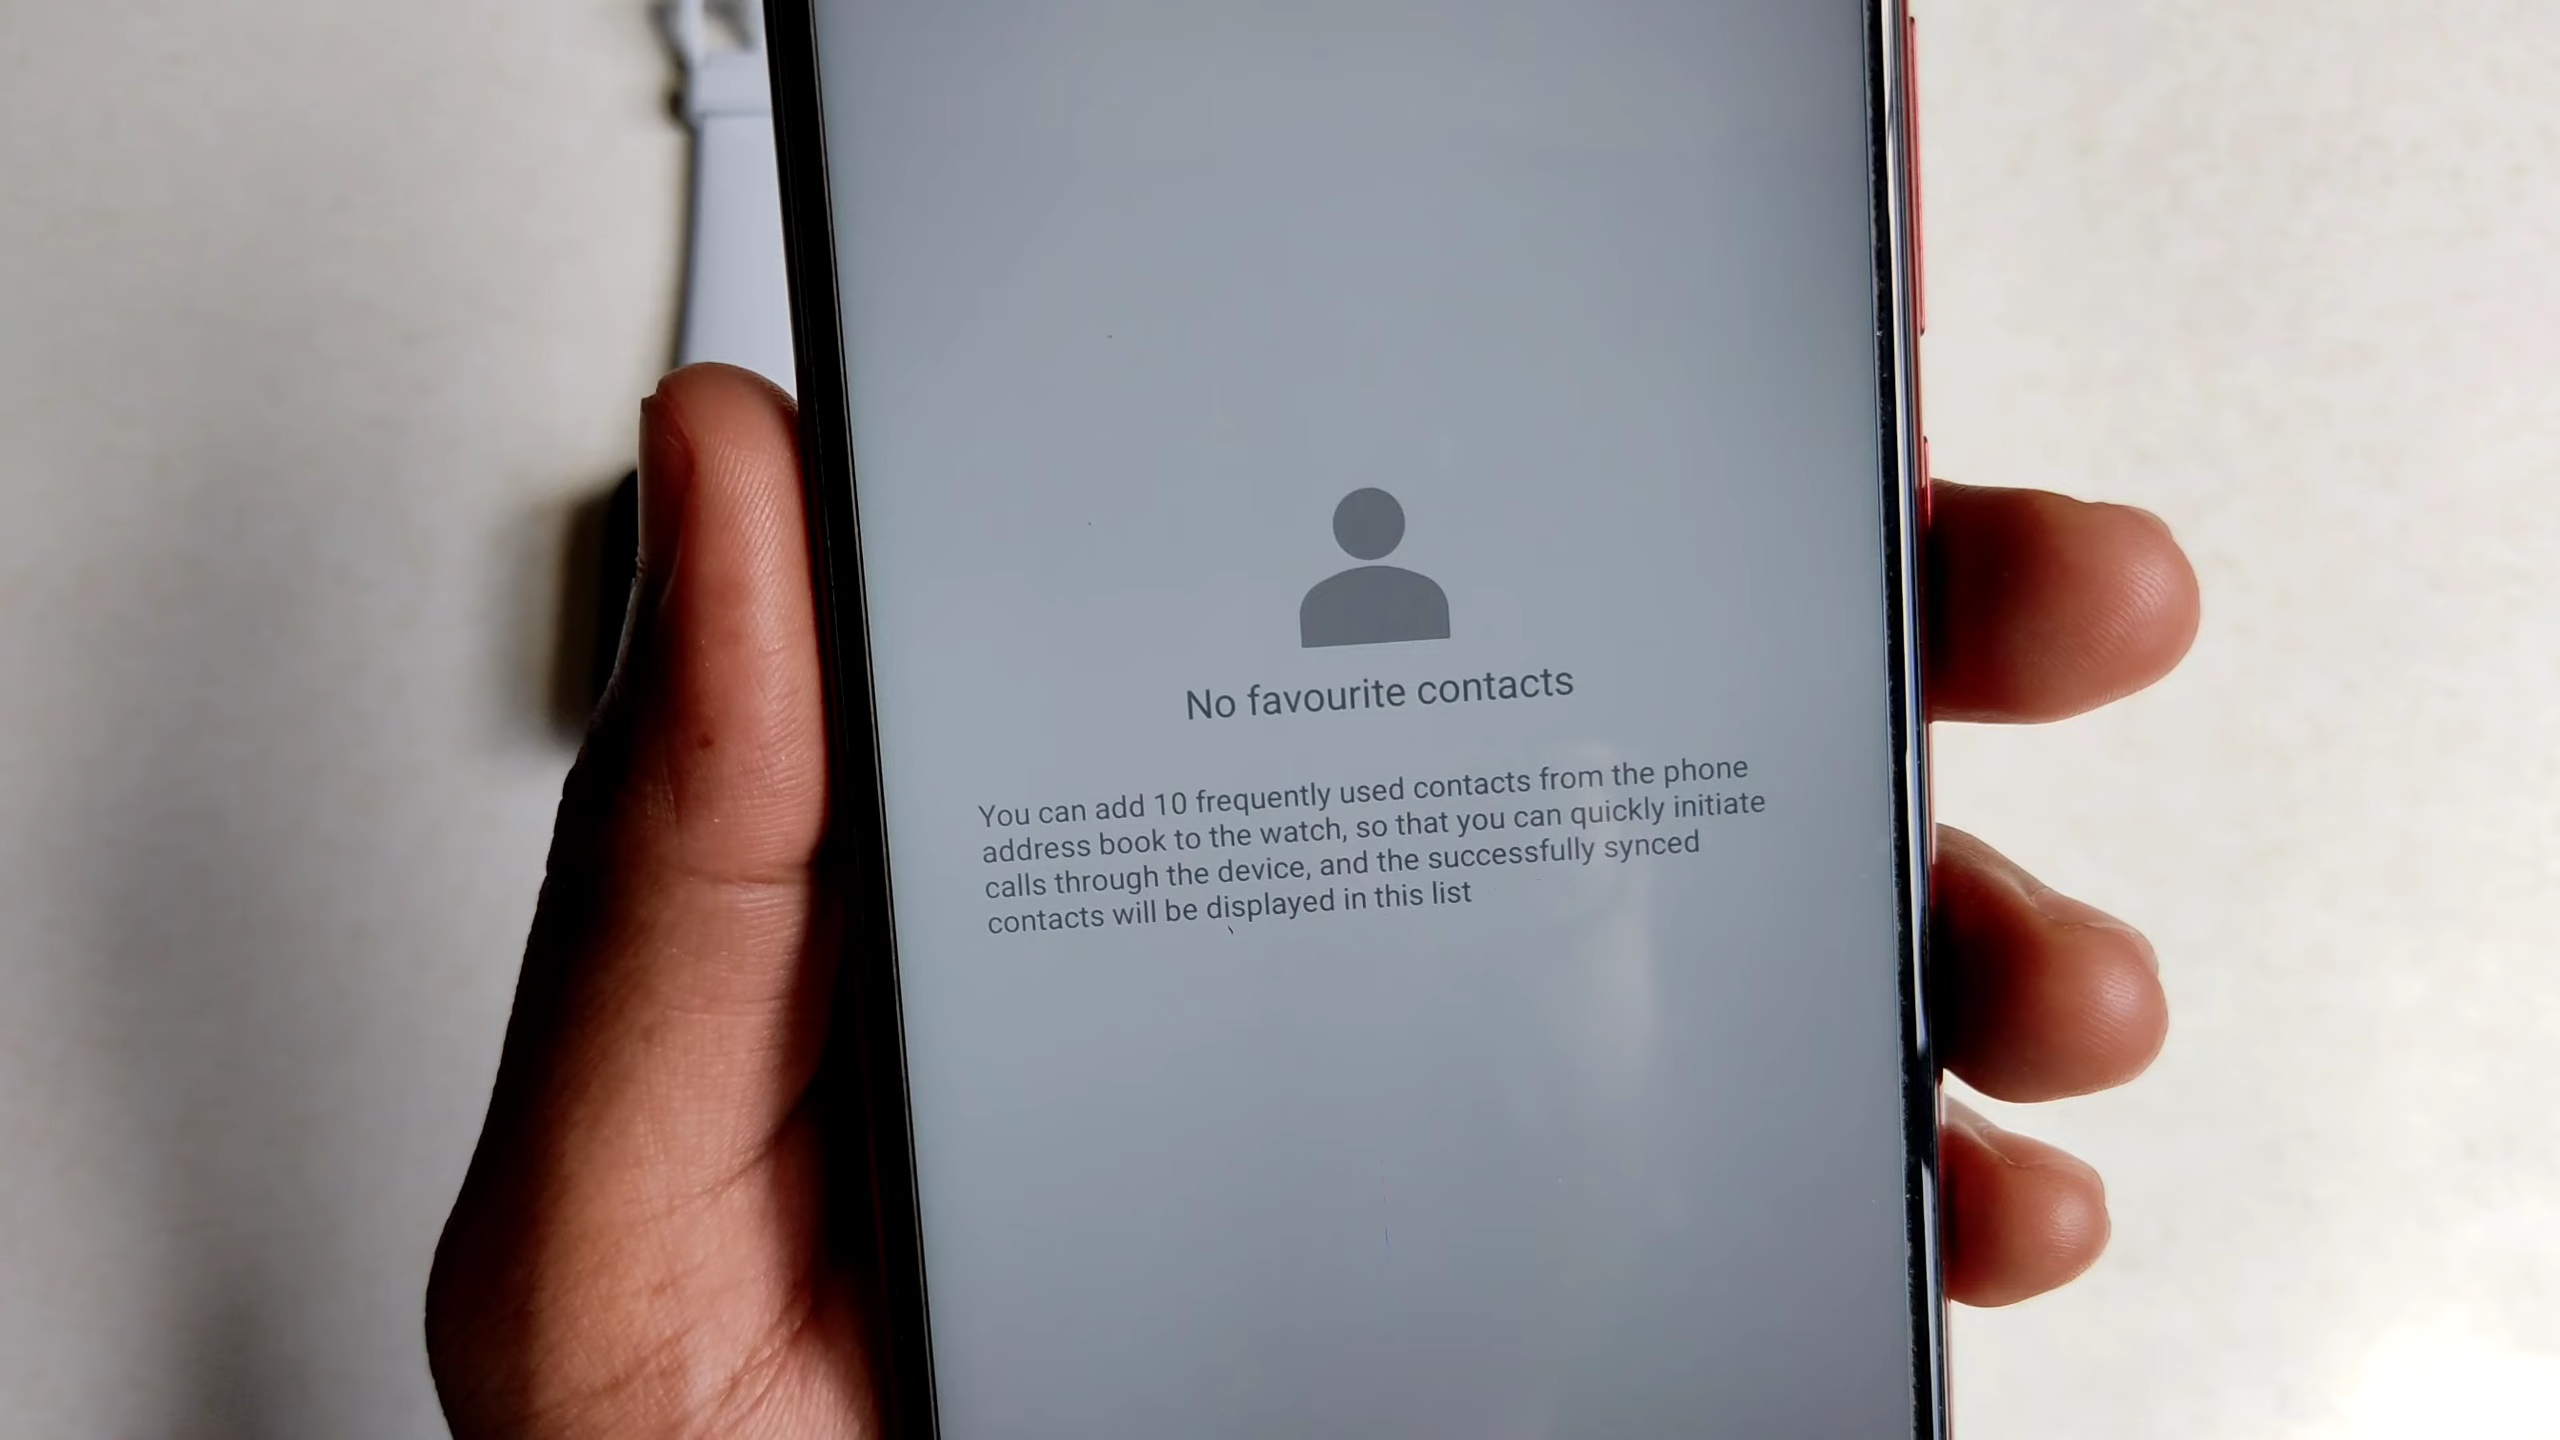 No favourite contacts
You can add 10 frequently used contacts from the phone
address book to the watch, so that you can quickly initiate
calls through the device, and the successfully synced
contacts will be displayed in this list